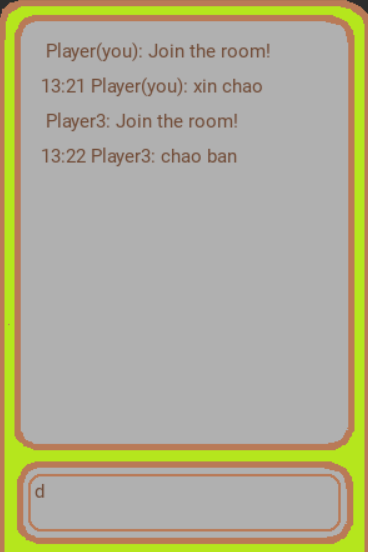 Player(you): Join the room!
13:21 Player(you): xin chao
Player3: Join the room!
13:22 Player3: chao ban
d